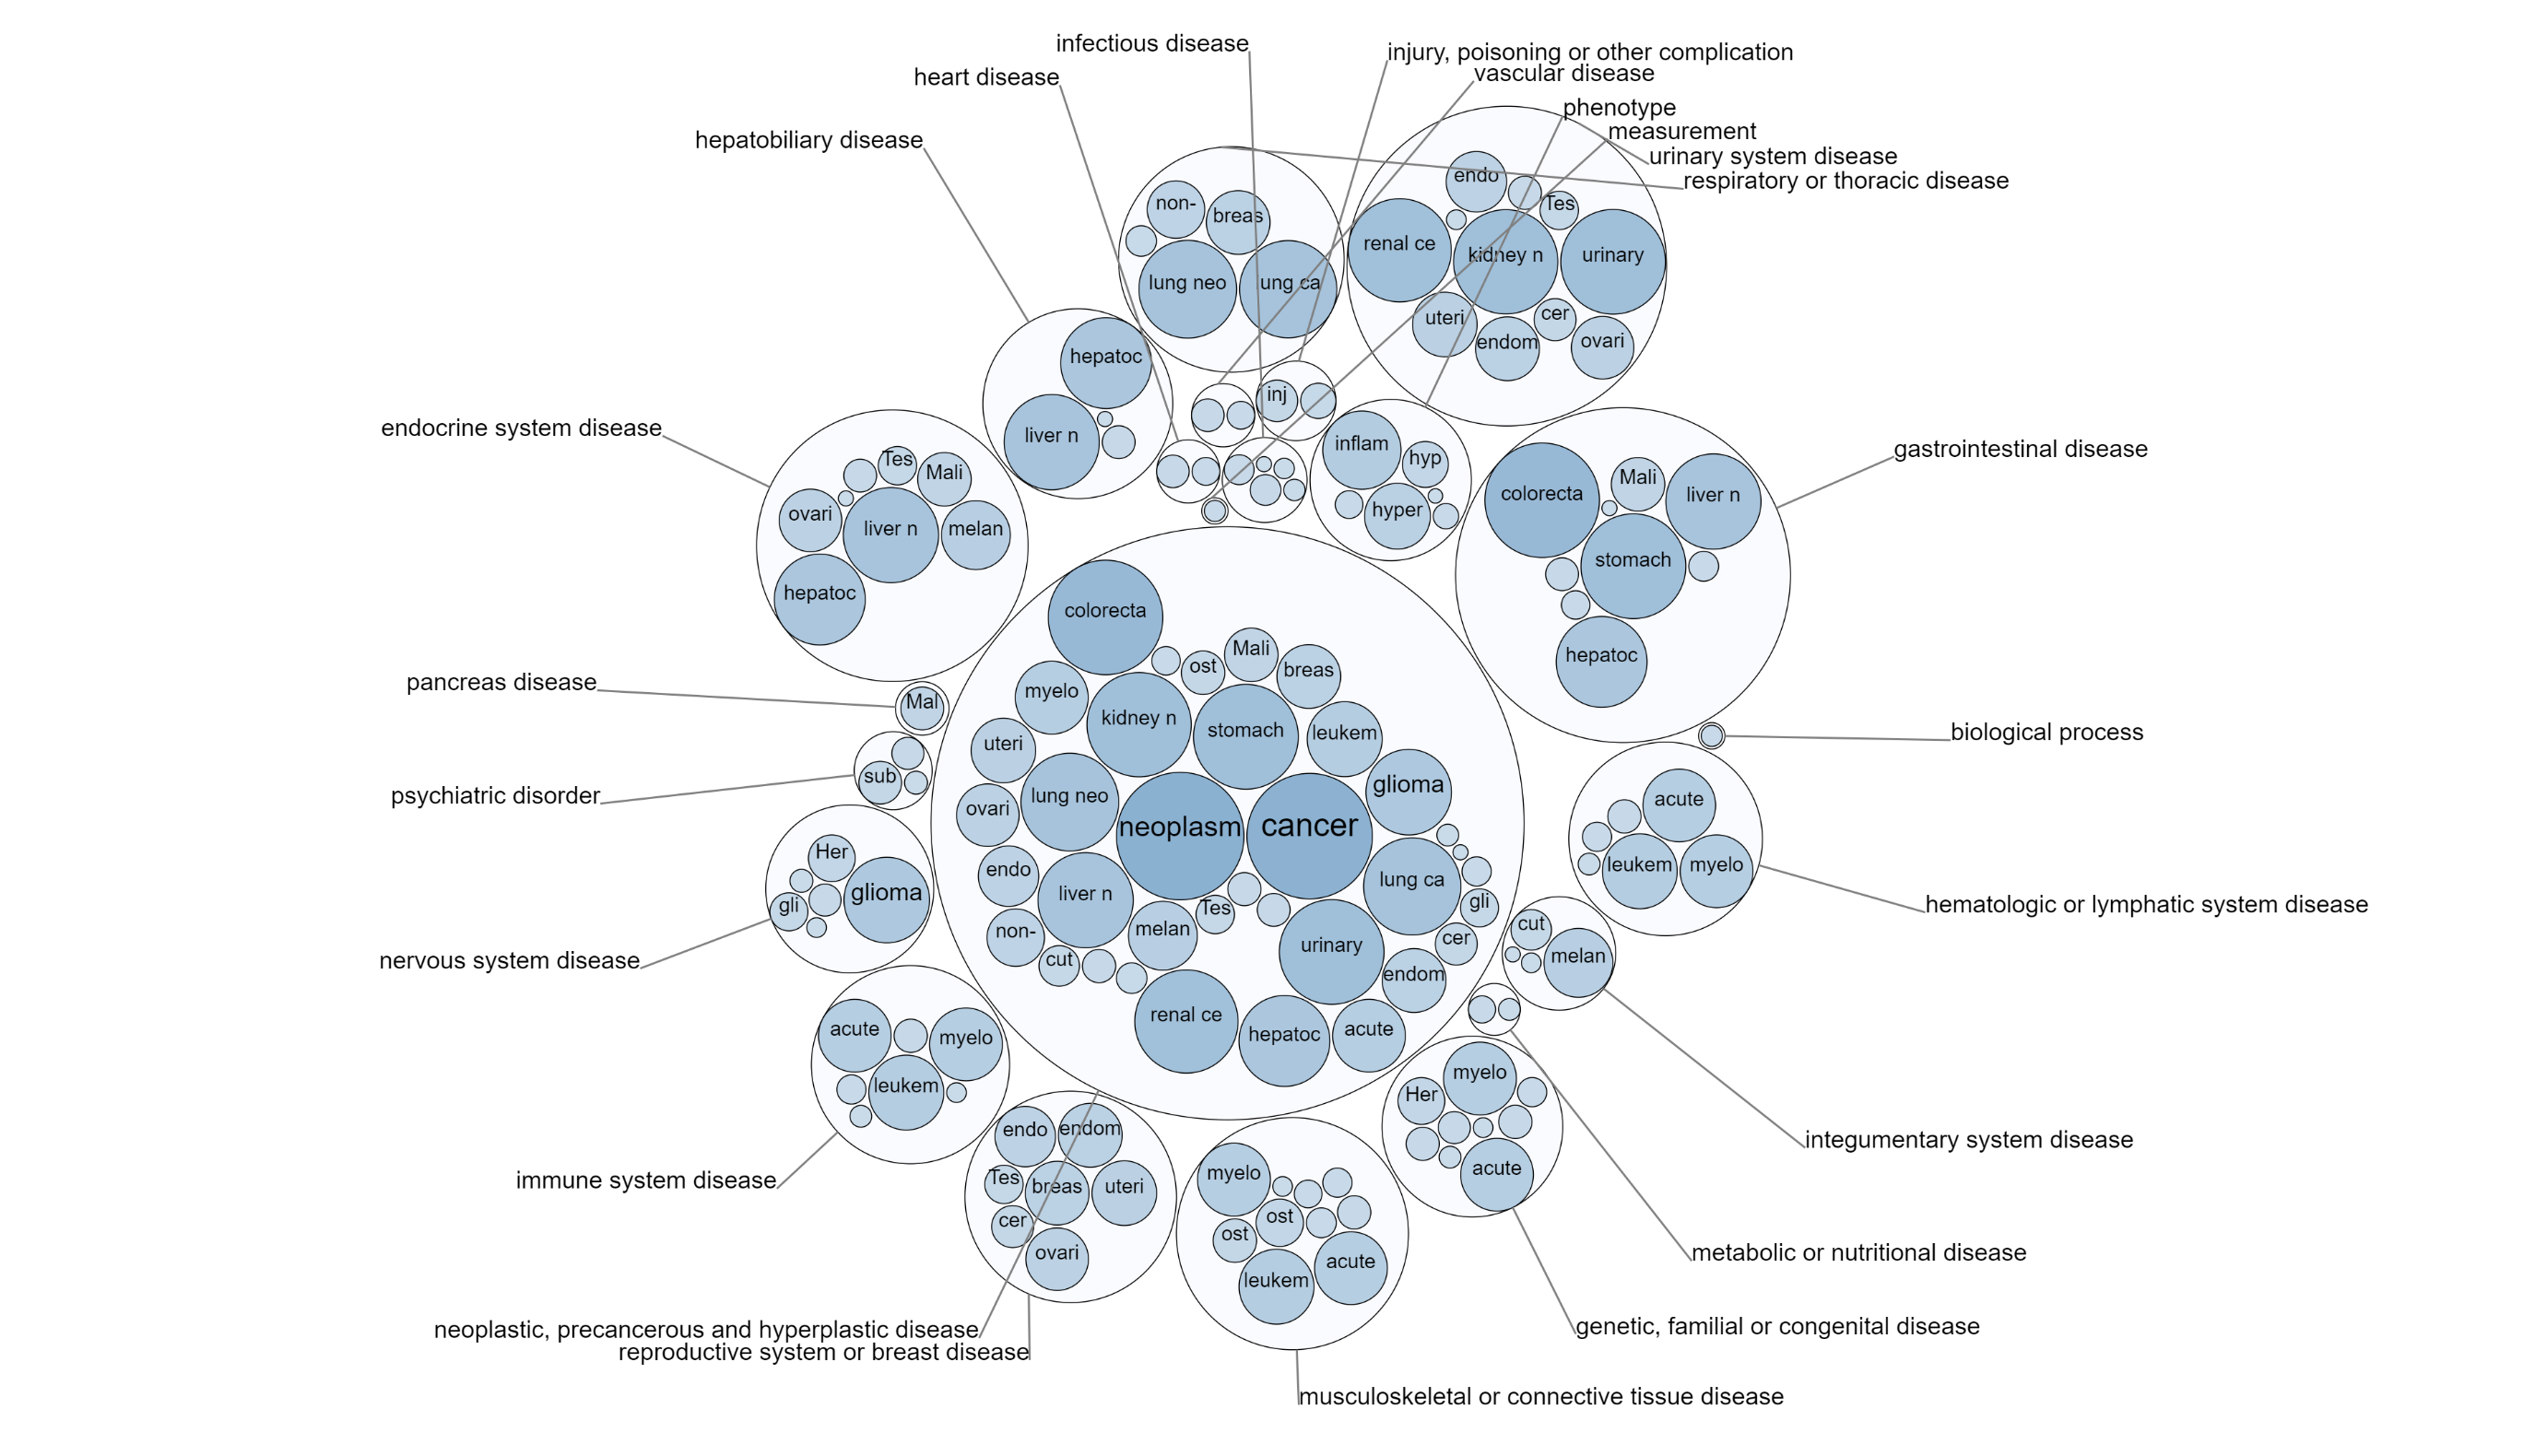 infectious disease
injury, poisoning or other complication
heart disease
vascular disease
phenotype
measurement
hepatobiliary disease
urinary system disease
respiratory or thoracic disease
endo
non-
breas
Tes
renal ce
kidney n
urinary
lung neo
lung ca
uteri
cer
endom
ovari
hepatoc
inj
liver n
inflam
hyp
hyper
endocrine system disease
Tes
Mali
ovari
liver n
melan
hepatoc
gastrointestinal disease
colorecta
Mali
liver n
stomach
hepatoc
pancreas disease
Mal
psychiatric disorder
sub
biological process
colorecta
ost
Mali
breas
myelo
kidney n
stomach
leukem
uteri
lung neo
glioma
ovari
neoplasm
cancer
endo
liver n
lung ca
Tes
gli
non-
melan
urinary
cer
cut
endom
renal ce
hepatoc
acute
acute
leukem
myelo
hematologic or lymphatic system disease
Her
glioma
gli
nervous system disease
cut
melan
integumentary system disease
acute
myelo
leukem
immune system disease
endo
endom
Tes
breas
uteri
cer
ovari
myelo
ost
ost
leukem
acute
myelo
Her
acute
metabolic or nutritional disease
genetic, familial or congenital disease
neoplastic, precancerous and hyperplastic disease
reproductive system or breast disease
musculoskeletal or connective tissue disease